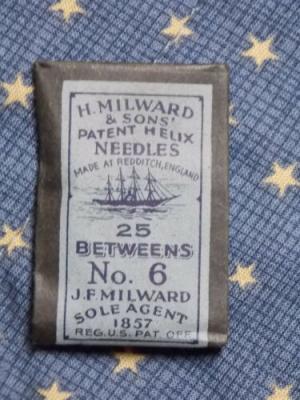 H. MILWARD
& SONS'
PATENT HELIX
NEEDLES
MADE AT REDDITCH, ENGLAND
25
BETWEENS
No. 6
J.F. MILWARD
SOLE AGENT
1857
REG. U.S. PAT. OFF.